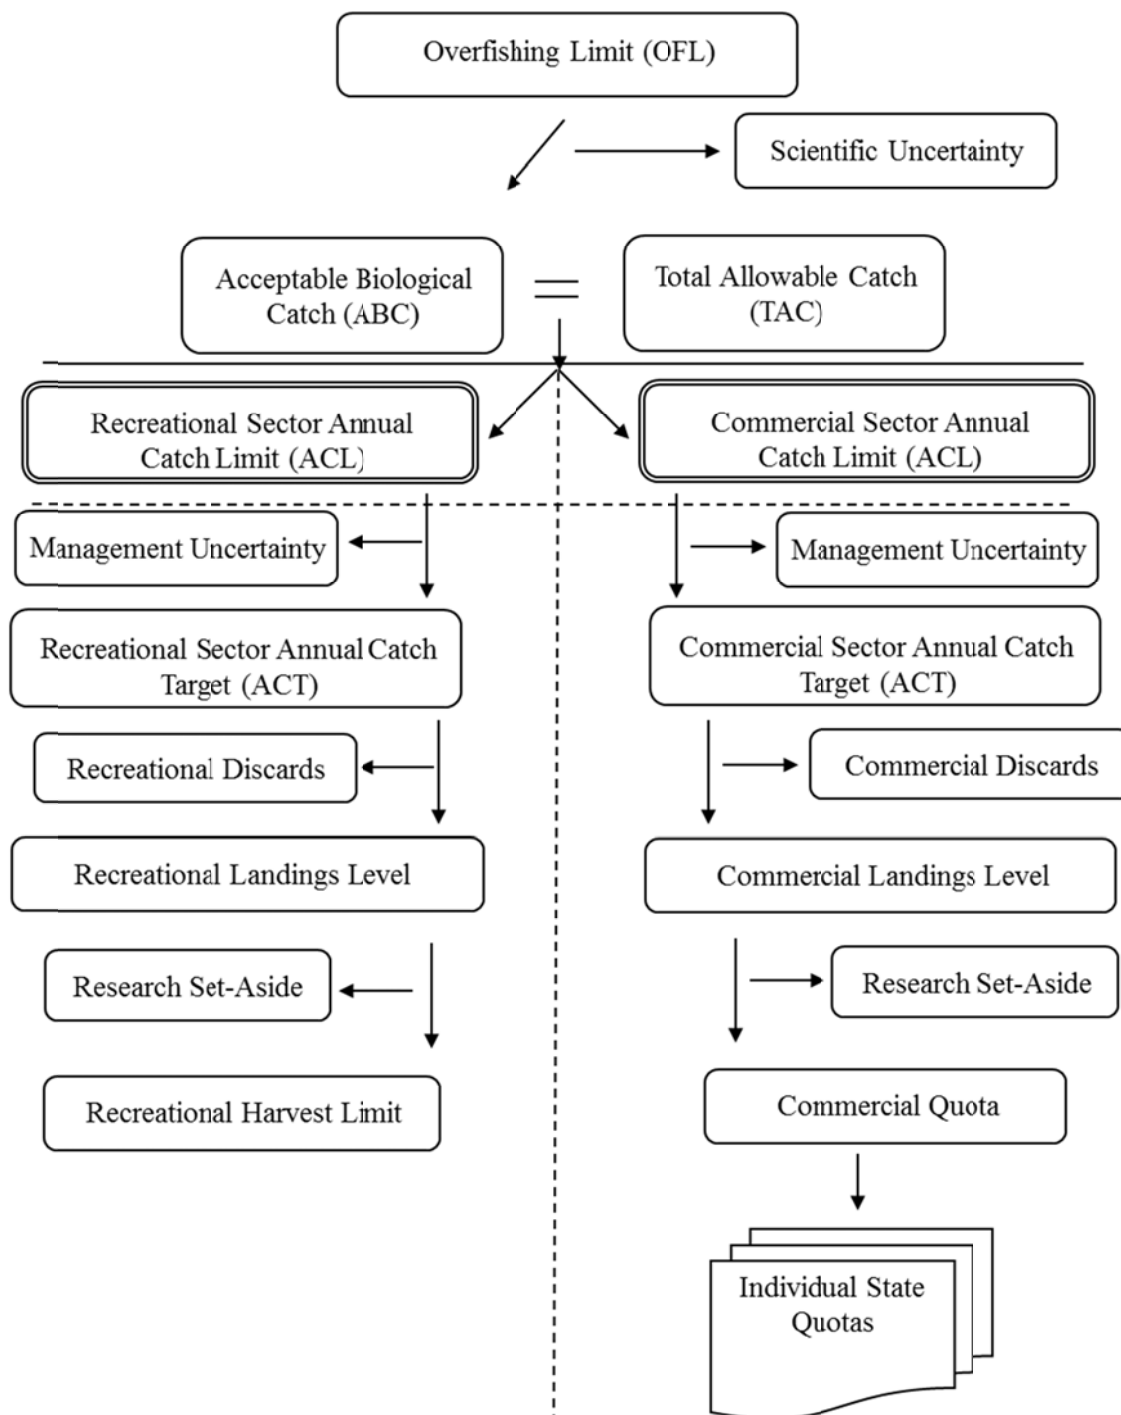 Overfishing Limit (OFL)
Scientific Uncertainty
Acceptable Biological
Catch (ABC)
Total Allowable Catch
(TAC)
Recreational Sector Annual
Catch Limit (ACL)
Commercial Sector Annual
Catch Limit (ACL)
Management Uncertainty
Management Uncertainty
Recreational Sector Annual Catch
Target (ACT)
Commercial Sector Annual Catch
Target (ACT)
Recreational Discards
Commercial Discards
Recreational Landings Level
Commercial Landings Level
Research Set-Aside
Research Set-Aside
Recreational Harvest Limit
Commercial Quota
Individual State
Quotas